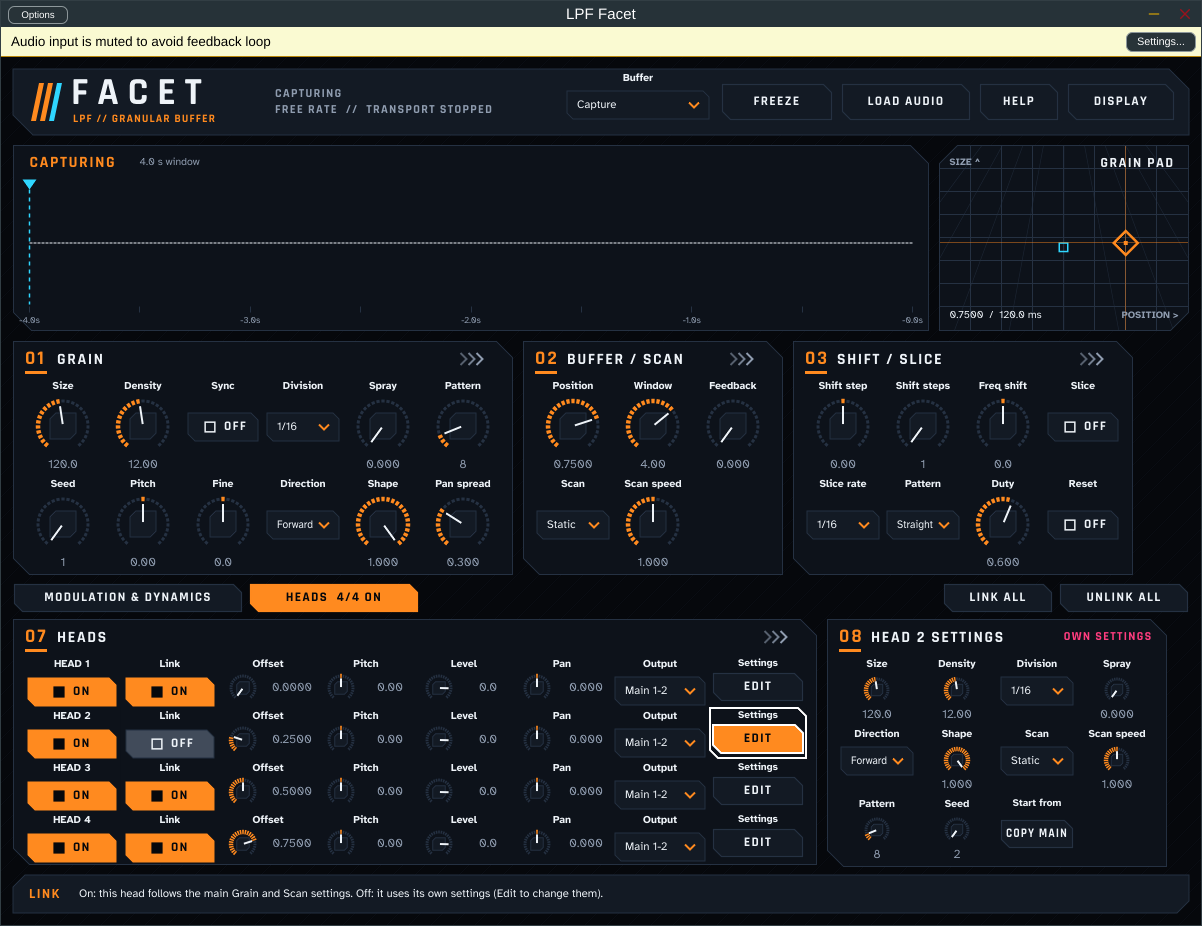 Options
LPF Facet
Audio input is muted to avoid feedback loop
Settings...
FACET
LPF // GRANULAR BUFFER
CAPTURING
FREE RATE // TRANSPORT STOPPED
Buffer
Capture
FREEZE
LOAD AUDIO
HELP
DISPLAY
CAPTURING
4.0 s window
-4.0s
-3.0s
-2.0s
-1.0s
-0.0s
SIZE ^
GRAIN PAD
0.7500 / 120.0 ms
POSITION >
01 GRAIN
Size Density Sync Division Spray Pattern
OFF 1/16
120.0 12.00 0.000 8
Seed Pitch Fine Direction Shape Pan spread
Forward
1 0.00 0.0 1.000 0.300
02 BUFFER / SCAN
Position Window Feedback
0.7500 4.00 0.000
Scan Scan speed
Static
1.000
03 SHIFT / SLICE
Shift step Shift steps Freq shift Slice
OFF
0.00 1 0.0
Slice rate Pattern Duty Reset
1/16 Straight OFF
0.600
MODULATION & DYNAMICS
HEADS 4/4 ON
LINK ALL
UNLINK ALL
07 HEADS
HEAD 1 Link Offset Pitch Level Pan Output Settings
ON ON 0.0000 0.00 0.0 0.000 Main 1-2 EDIT
HEAD 2 Link Offset Pitch Level Pan Output Settings
ON OFF 0.2500 0.00 0.0 0.000 Main 1-2 EDIT
HEAD 3 Link Offset Pitch Level Pan Output Settings
ON ON 0.5000 0.00 0.0 0.000 Main 1-2 EDIT
HEAD 4 Link Offset Pitch Level Pan Output Settings
ON ON 0.7500 0.00 0.0 0.000 Main 1-2 EDIT
08 HEAD 2 SETTINGS
OWN SETTINGS
Size Density Division Spray
1/16
120.0 12.00 0.000
Direction Shape Scan Scan speed
Forward Static
1.000 1.000
Pattern Seed Start from
COPY MAIN
8 2
LINK
On: this head follows the main Grain and Scan settings. Off: it uses its own settings (Edit to change them).